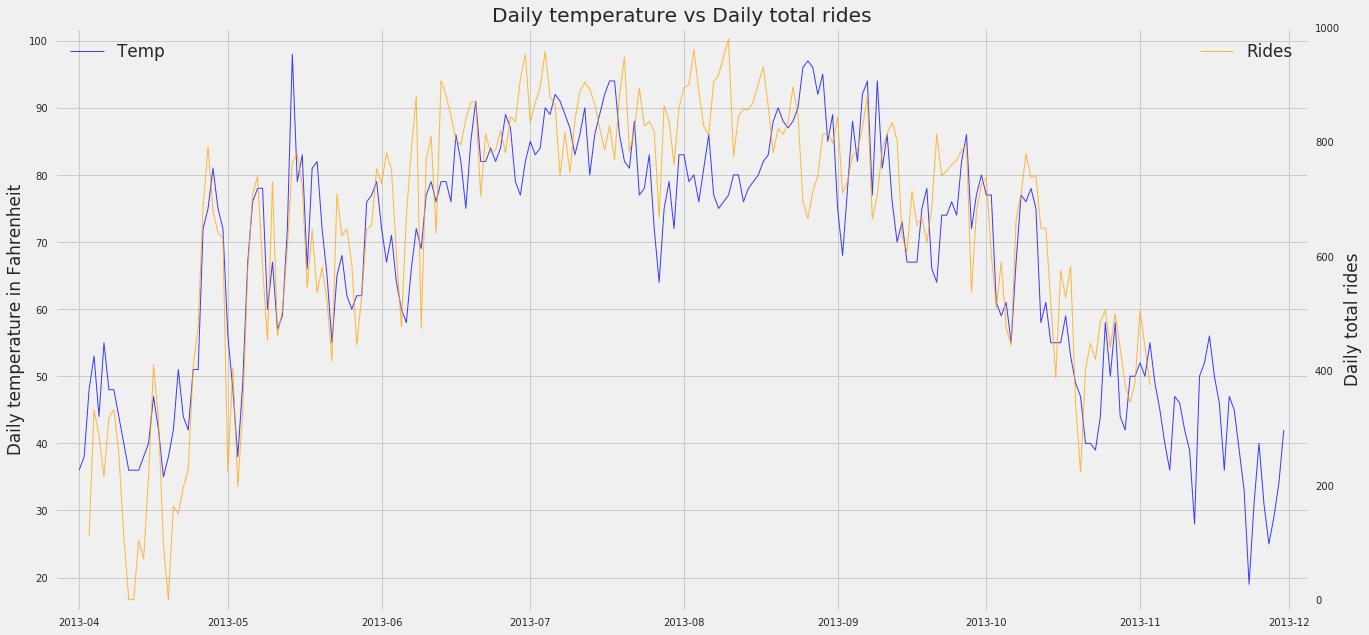 Daily temperature vs Daily total rides
Temp
Rides
Daily temperature in Fahrenheit
100
90
80
70
60
50
40
30
20
1000
800
600
400
200
0
Daily total rides
2013-04 2013-05 2013-06 2013-07 2013-08 2013-09 2013-10 2013-11 2013-12